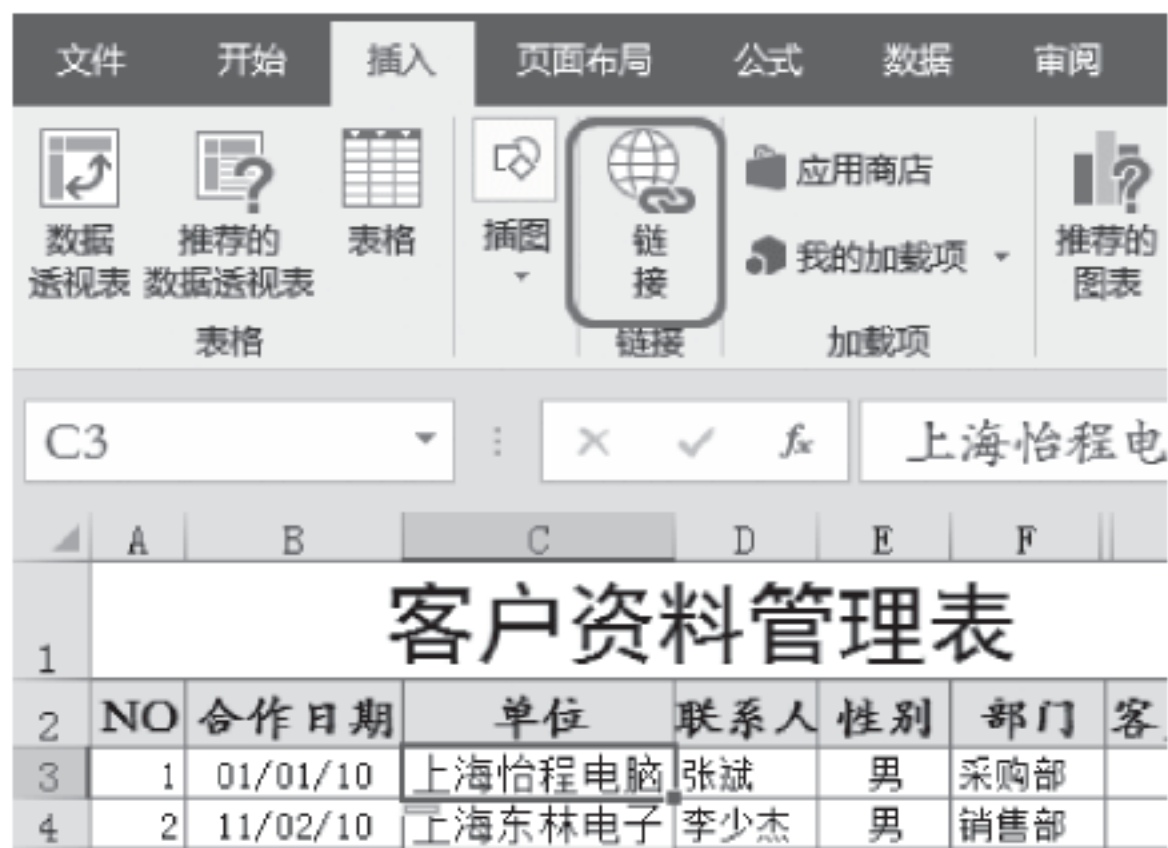 文件 开始 插入 页面布局 公式 数据 审阅
数据透视表 推荐的数据透视表 表格 插图 链接 应用商店 我的加载项 推荐的图表
表格 链接 加载项
C3 fx 上海怡程电
A B C D E F
1 客户资料管理表
2 NO 合作日期 单位 联系人 性别 部门 客
3 1 01/01/10 上海怡程电脑 张斌 男 采购部
4 2 11/02/10 上海东林电子 李少杰 男 销售部